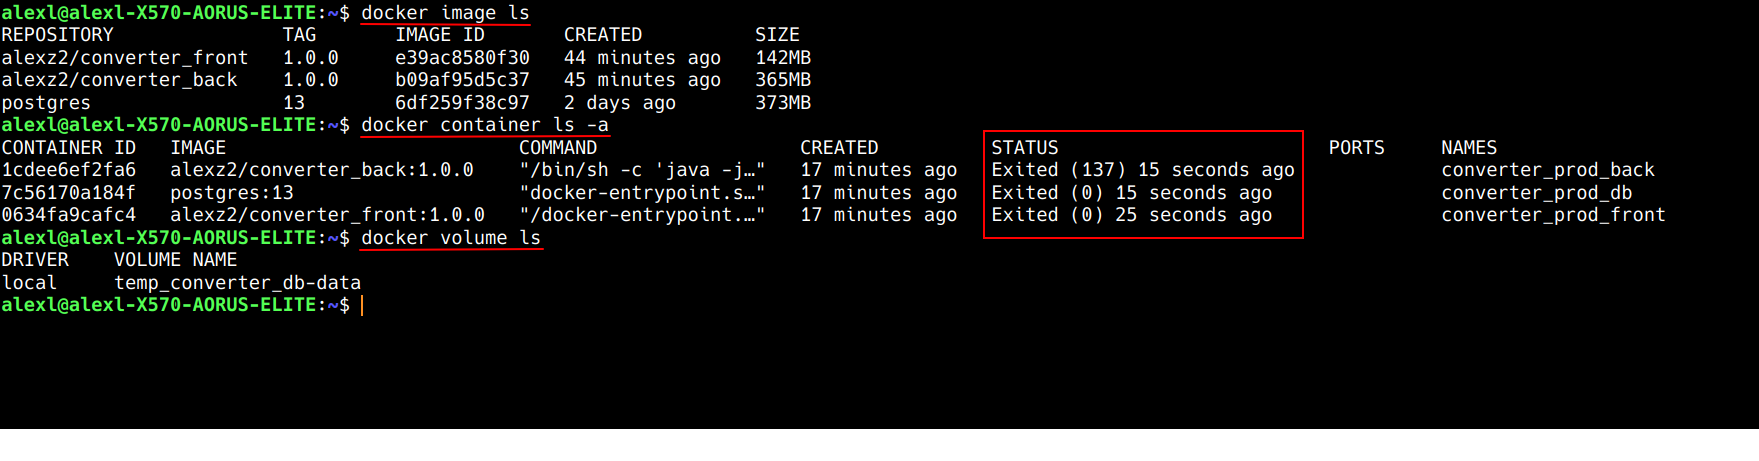 alexl@alexl-X570-AORUS-ELITE:~$ docker image ls
REPOSITORY               TAG       IMAGE ID       CREATED          SIZE
alexz2/converter_front   1.0.0     e39ac8580f30   44 minutes ago   142MB
alexz2/converter_back    1.0.0     b09af95d5c37   45 minutes ago   365MB
postgres                 13        6df259f38c97   2 days ago       373MB
alexl@alexl-X570-AORUS-ELITE:~$ docker container ls -a
CONTAINER ID   IMAGE                          COMMAND                  CREATED          STATUS                        PORTS     NAMES
1cdee6ef2fa6   alexz2/converter_back:1.0.0    "/bin/sh -c 'java -j…"   17 minutes ago   Exited (137) 15 seconds ago             converter_prod_back
7c56170a184f   postgres:13                    "docker-entrypoint.s…"   17 minutes ago   Exited (0) 15 seconds ago               converter_prod_db
0634fa9cafc4   alexz2/converter_front:1.0.0   "/docker-entrypoint.…"   17 minutes ago   Exited (0) 25 seconds ago               converter_prod_front
alexl@alexl-X570-AORUS-ELITE:~$ docker volume ls
DRIVER    VOLUME NAME
local     temp_converter_db-data
alexl@alexl-X570-AORUS-ELITE:~$